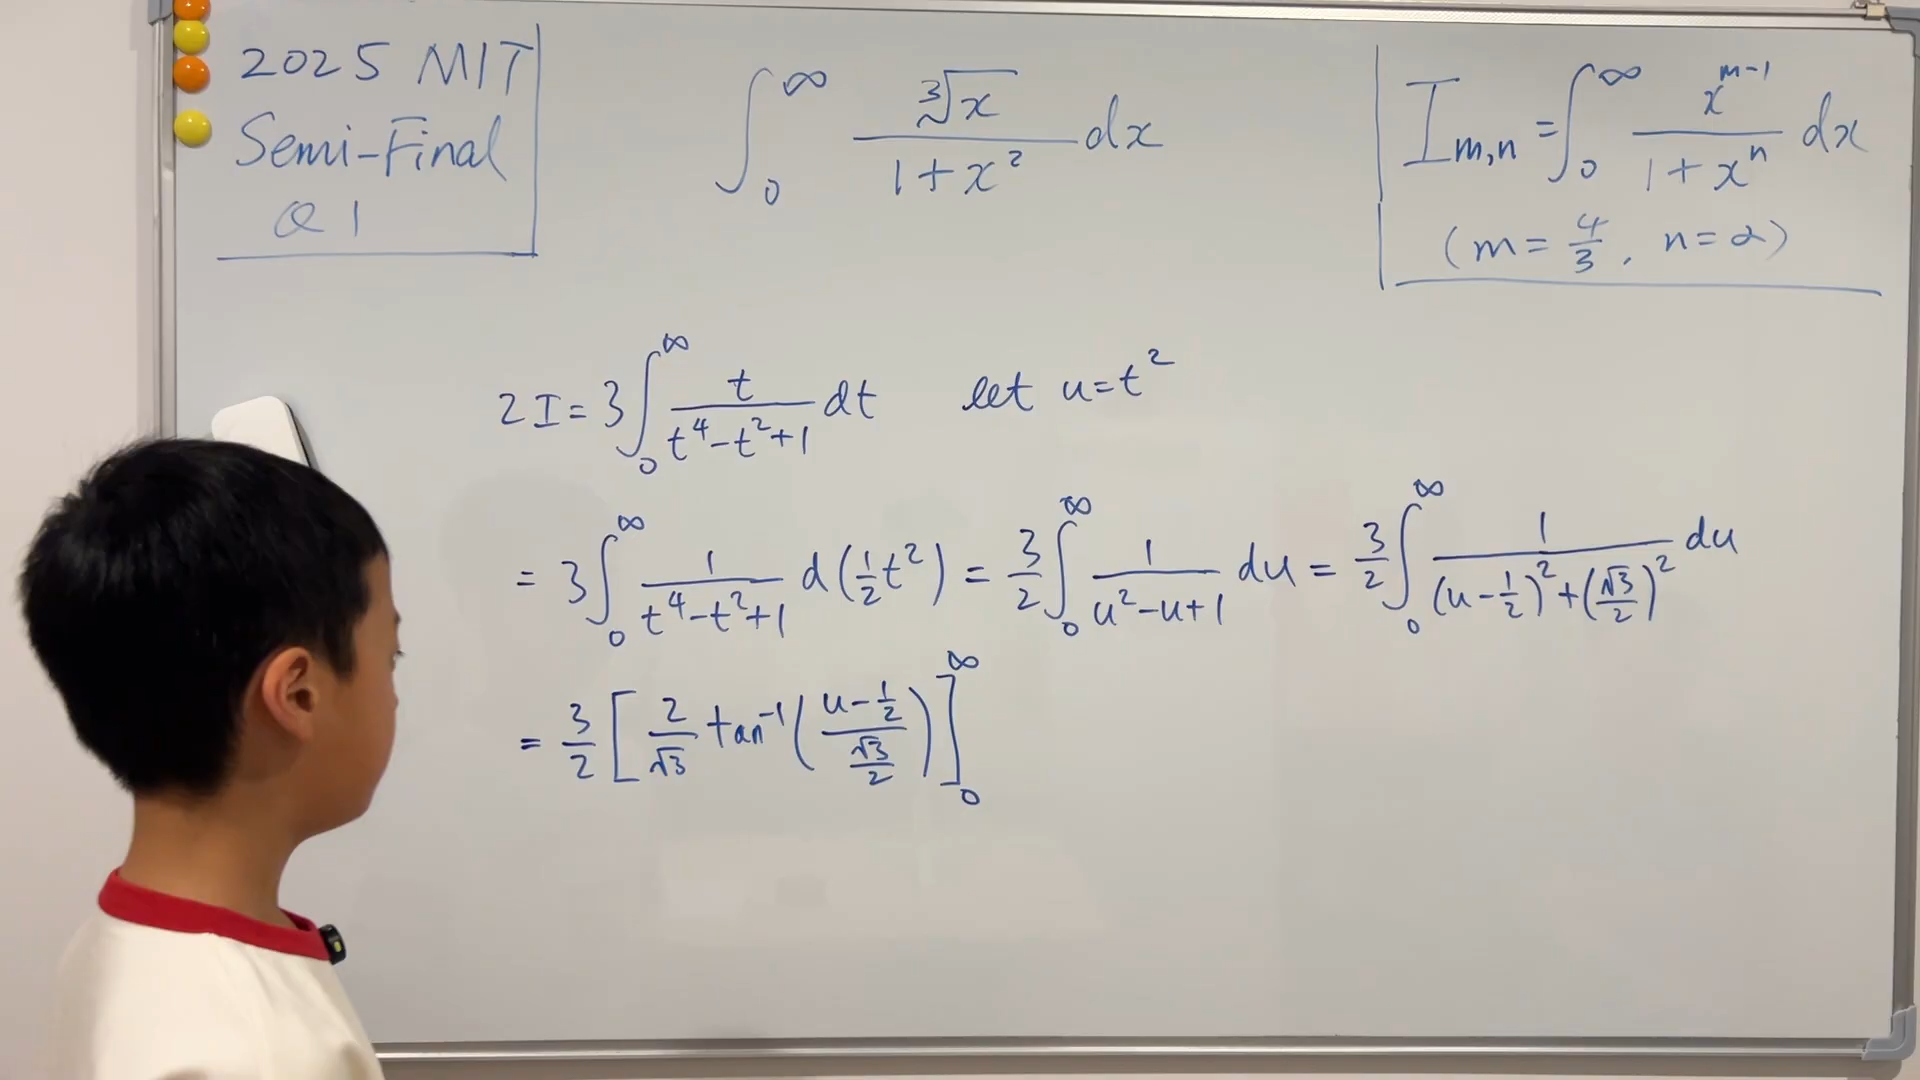 2025 MIT
Semi-Final
Q1
∫₀^∞ ∛x / (1+x²) dx
I_{m,n} = ∫₀^∞ x^{m-1} / (1+xⁿ) dx
(m = 4/3, n = 2)
2I = 3∫₀^∞ t / (t⁴-t²+1) dt let u=t²
= 3∫₀^∞ 1 / (t⁴-t²+1) d(½t²) = 3/2 ∫₀^∞ 1 / (u²-u+1) du = 3/2 ∫₀^∞ 1 / ((u-½)²+(√3/2)²) du
= 3/2 [ 2/√3 tan⁻¹( (u-½) / (√3/2) ) ]₀^∞